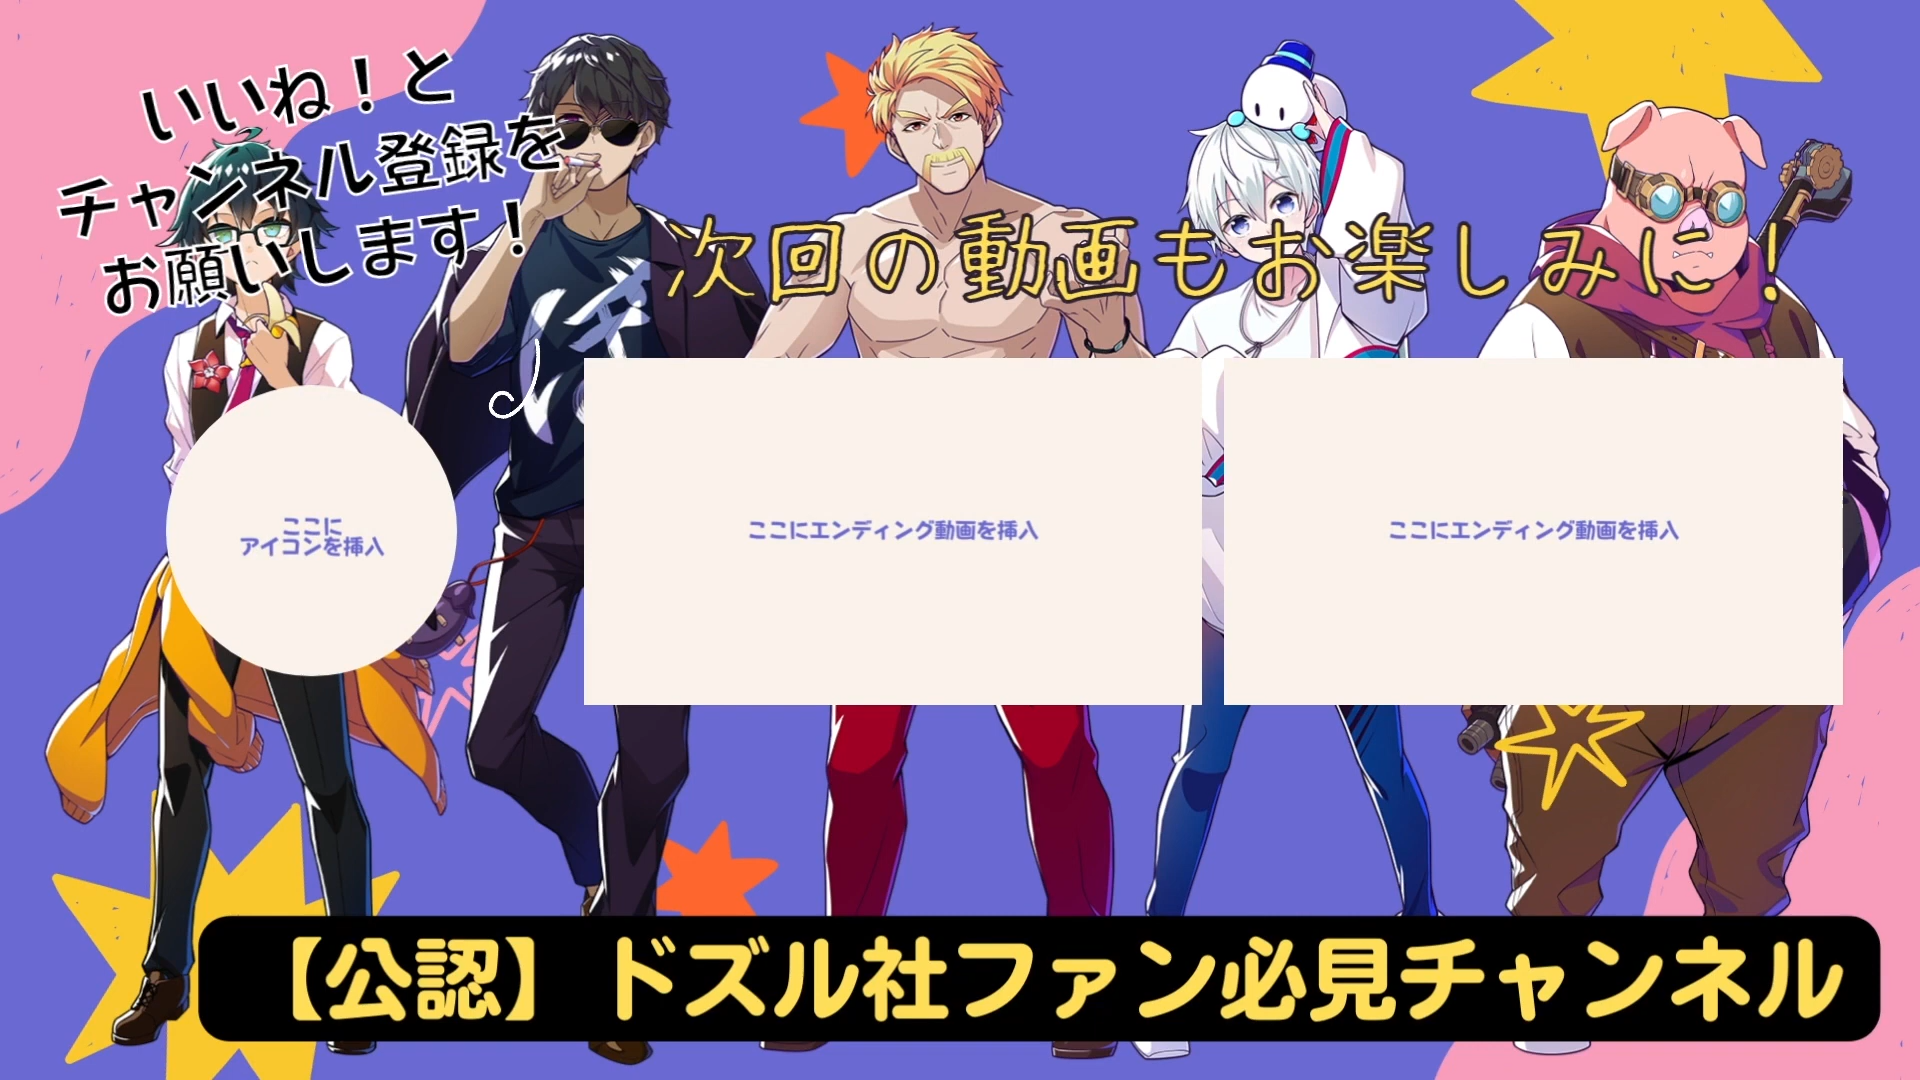 いいね！と
チャンネル登録を
お願いします！
次回の動画もお楽しみに！
ここに
アイコンを挿入
ここにエンディング動画を挿入
ここにエンディング動画を挿入
【公認】ドズル社ファン必見チャンネル